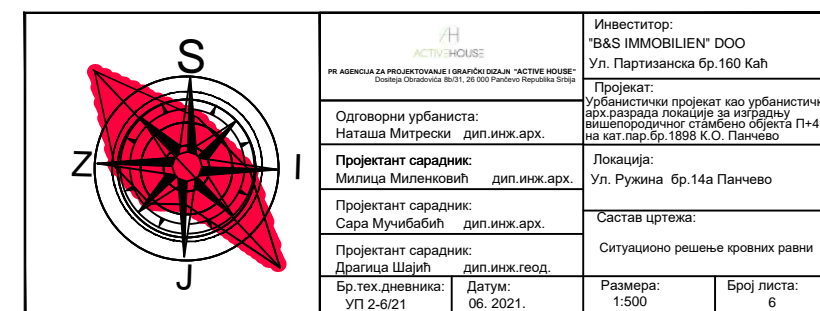 S
Z
I
J
AH
ACTIVEHOUSE
PR AGENCIJA ZA PROJEKTOVANJE I GRAFIČKI DIZAJN "ACTIVE HOUSE"
Dositeja Obradovića 8b/31, 26 000 Pančevo Republika Srbija
Одговорни урбаниста:
Наташа Митрески дип.инж.арх.
Пројектант сарадник:
Милица Миленковић дип.инж.арх.
Пројектант сарадник:
Сара Мучибабић дип.инж.арх.
Пројектант сарадник:
Драгица Шајић дип.инж.геод.
Бр.тех.дневника:
УП 2-6/21
Датум:
06. 2021.
Инвеститор:
"B&S IMMOBILIEN" DOO
Ул. Партизанска бр.160 Каћ
Пројекат:
Урбанистички пројекат као урбанистичк
арх.разрада локације за изградњу
вишепородичног стамбено објекта П+4
на кат.пар.бр.1898 К.О. Панчево
Локација:
Ул. Ружина бр.14а Панчево
Састав цртежа:
Ситуационо решење кровних равни
Размера:
1:500
Број листа:
6